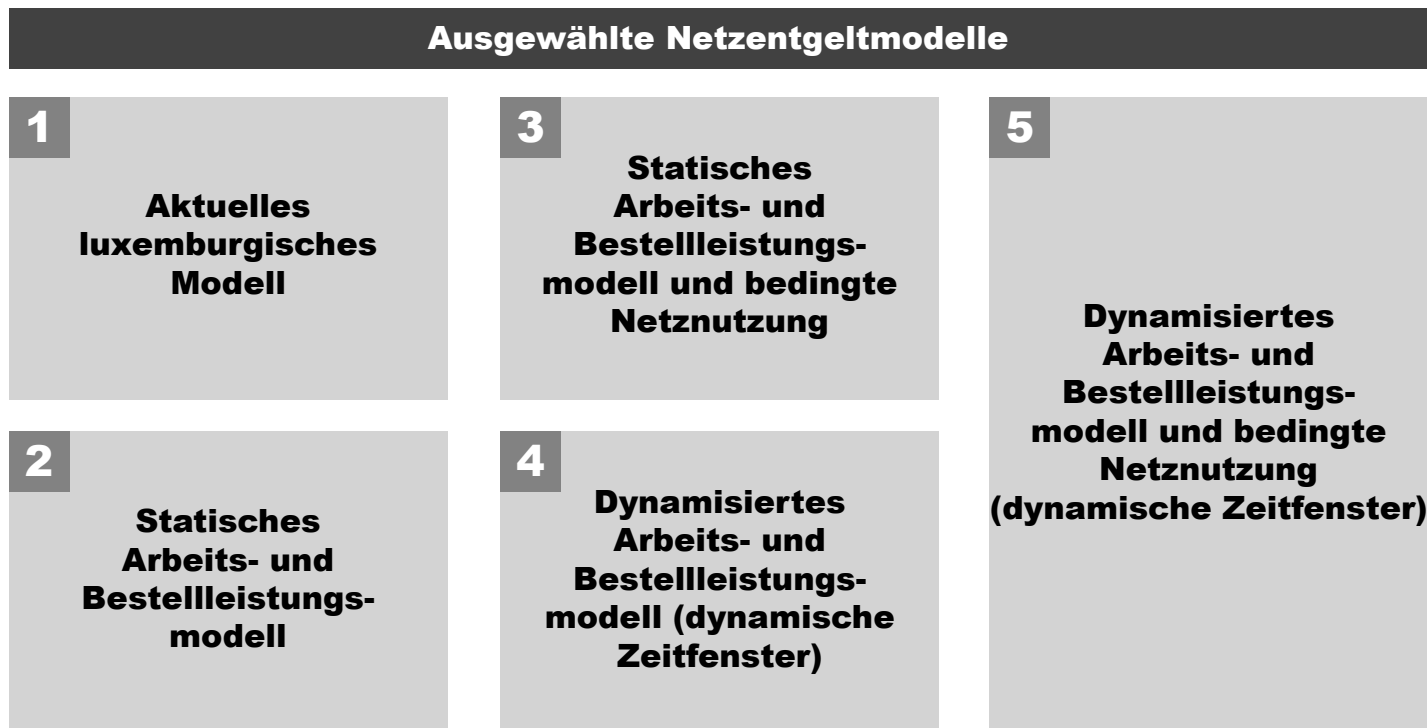 Ausgewählte Netzentgeltmodelle
1
Aktuelles
luxemburgisches
Modell
2
Statisches
Arbeits- und
Bestellleistungs-
modell
3
Statisches
Arbeits- und
Bestellleistungs-
modell und bedingte
Netznutzung
4
Dynamisiertes
Arbeits- und
Bestellleistungs-
modell (dynamische
Zeitfenster)
5
Dynamisiertes
Arbeits- und
Bestellleistungs-
modell und bedingte
Netznutzung
(dynamische Zeitfenster)